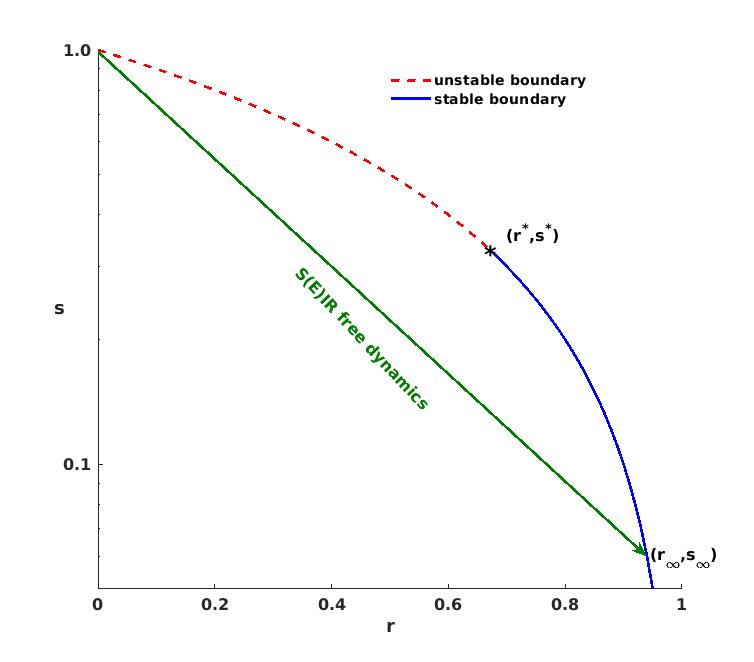 1.0
unstable boundary
stable boundary
(r*,s*)
S(E)IR free dynamics
s
0.1
(r∞,s∞)
0 0.2 0.4 0.6 0.8 1
r